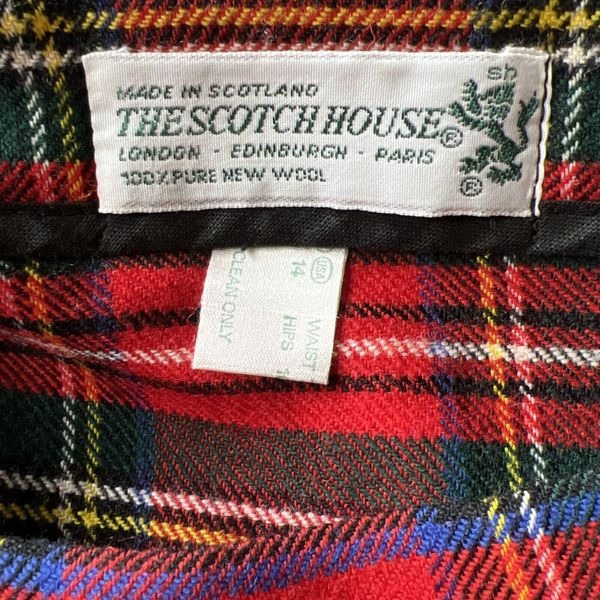 sh
MADE IN SCOTLAND
THE SCOTCH HOUSE®
LONDON - EDINBURGH - PARIS
®
100% PURE NEW WOOL
USA
14
WAIST
HIPS
CLEAN ONLY